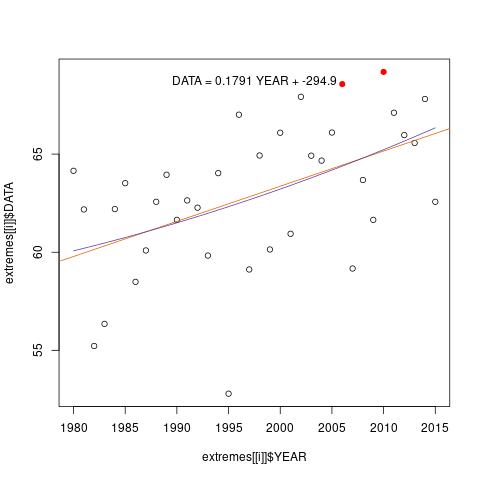 DATA = 0.1791 YEAR + -294.9
65
60
55
extremes[[i]]$DATA
1980 1985 1990 1995 2000 2005 2010 2015
extremes[[i]]$YEAR